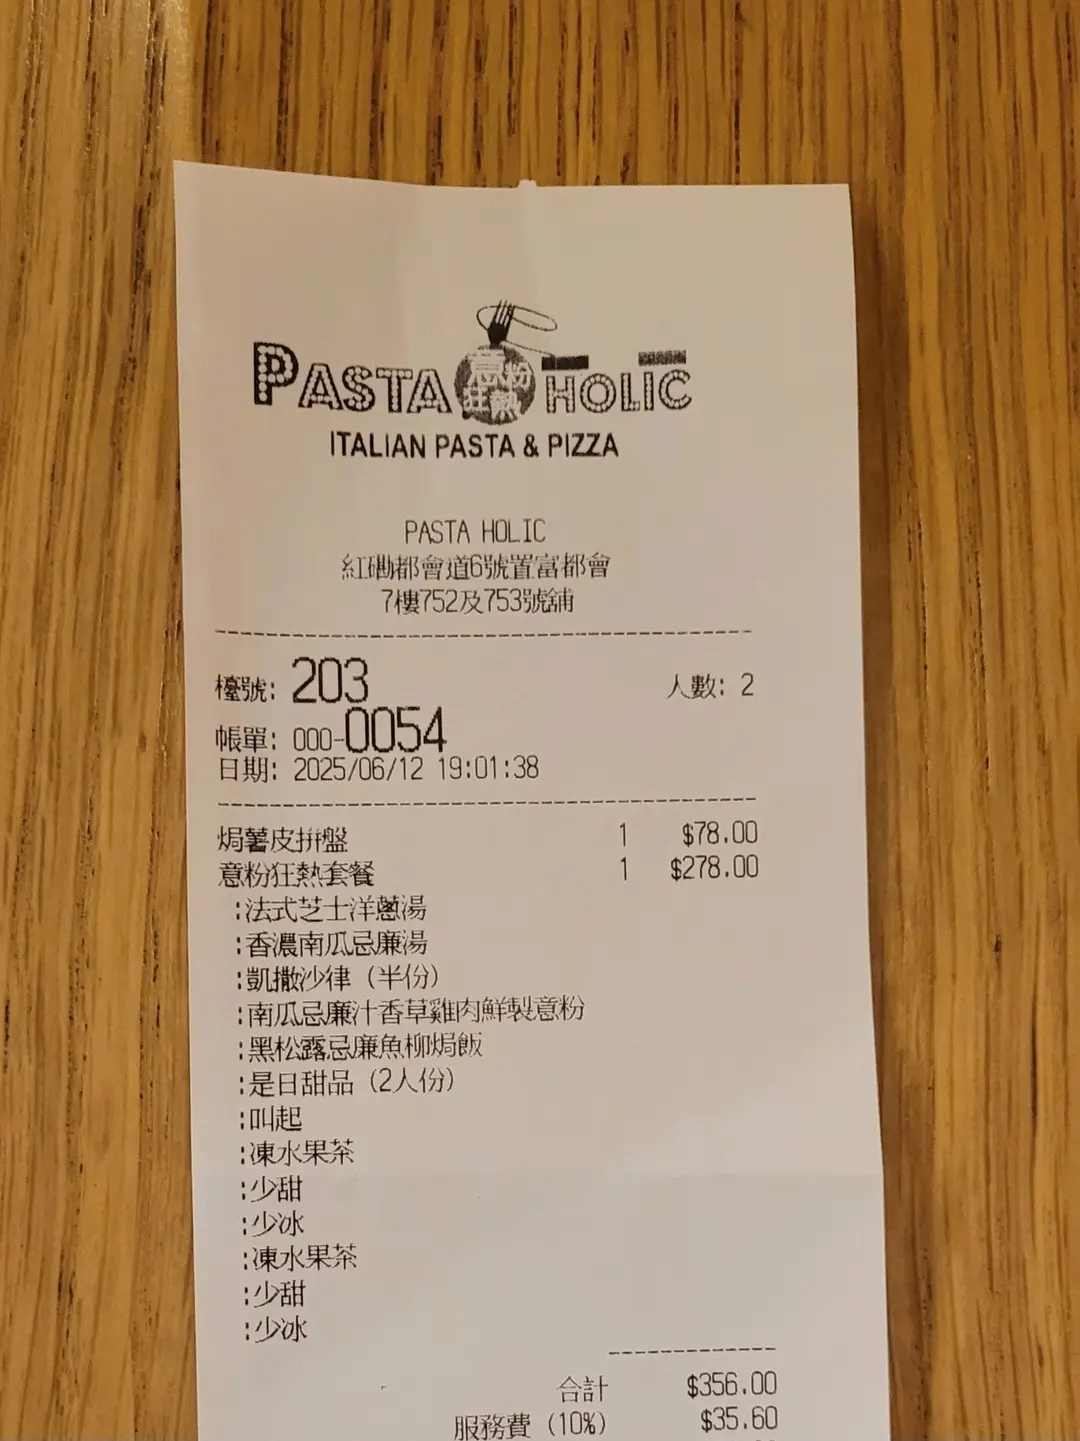 PASTA 意粉狂熱 HOLIC
ITALIAN PASTA & PIZZA
PASTA HOLIC
紅磡都會道6號置富都會
7樓752及753號舖
檯號: 203 人數: 2
帳單: 000-0054
日期: 2025/06/12 19:01:38
焗薯皮拼盤 1 $78.00
意粉狂熱套餐 1 $278.00
:法式芝士洋蔥湯
:香濃南瓜忌廉湯
:凱撒沙律 (半份)
:南瓜忌廉汁香草雞肉鮮製意粉
:黑松露忌廉魚柳焗飯
:是日甜品 (2人份)
:叫起
:凍水果茶
:少甜
:少冰
:凍水果茶
:少甜
:少冰
合計 $356.00
服務費 (10%) $35.60